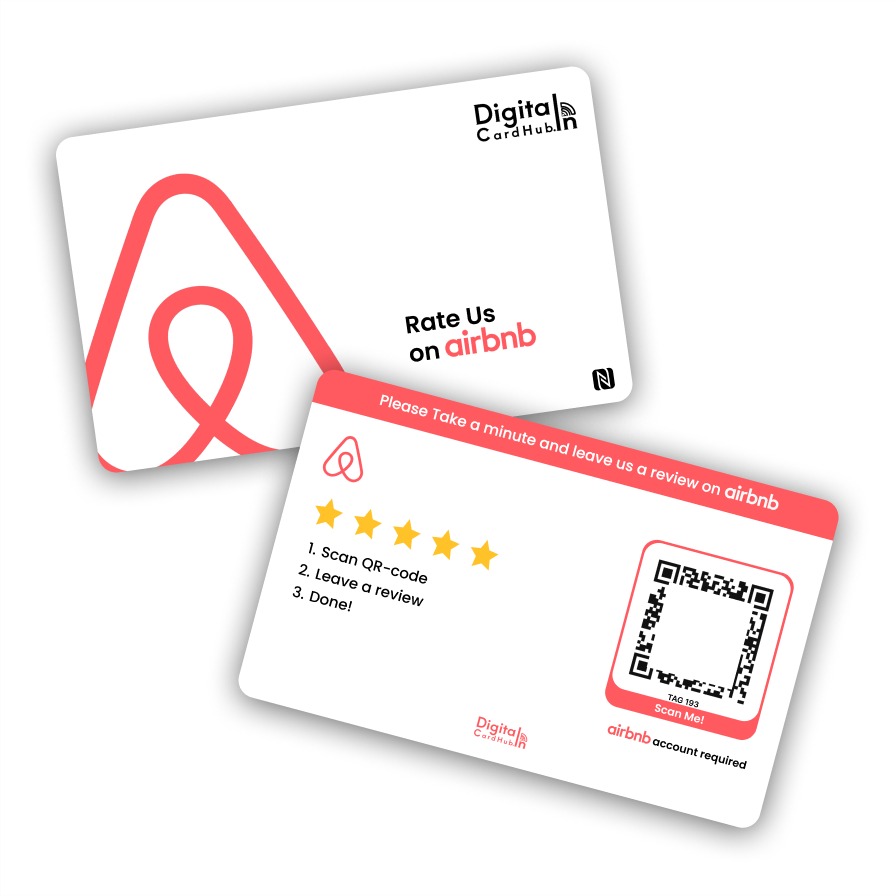 Digital In
CardHub.
Rate Us
on airbnb
Please Take a minute and leave us a review on airbnb
1. Scan QR-code
2. Leave a review
3. Done!
TAG 193
Scan Me!
airbnb account required
Digital In
CardHub.